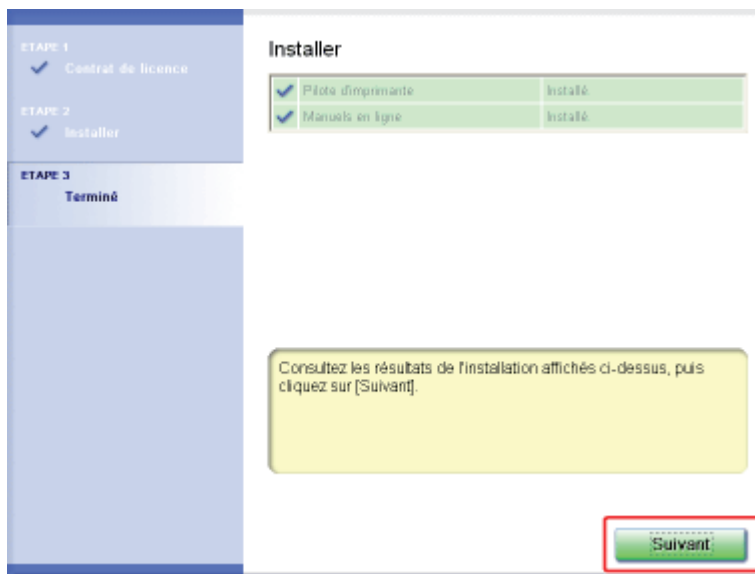 ETAPE 1
Contrat de licence
ETAPE 2
Installer
ETAPE 3
Terminé
Installer
Pilote d'imprimante Installé.
Manuels en ligne Installé.
Consultez les résultats de l'installation affichés ci-dessus, puis
cliquez sur [Suivant].
Suivant